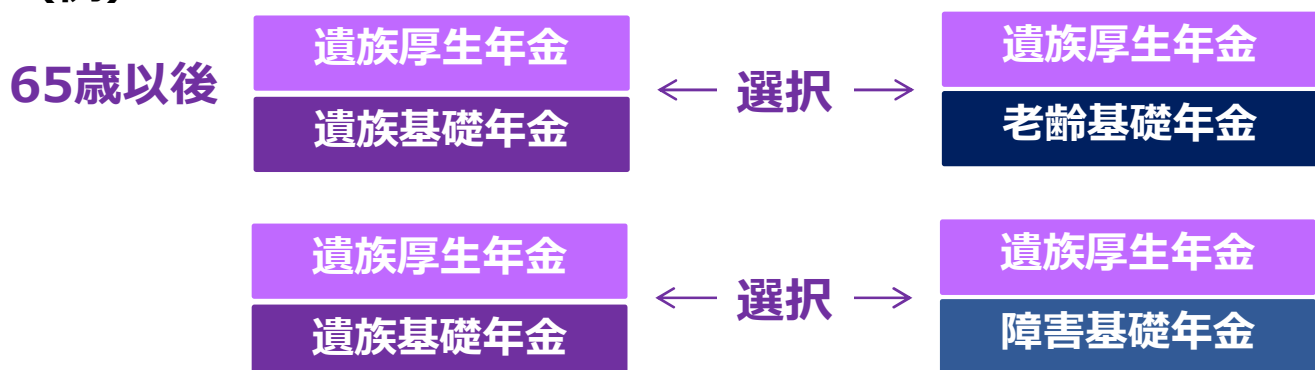 (例)
遺族厚生年金 遺族厚生年金
65歳以後 ← 選択 →
遺族基礎年金 老齢基礎年金
遺族厚生年金 遺族厚生年金
← 選択 →
遺族基礎年金 障害基礎年金